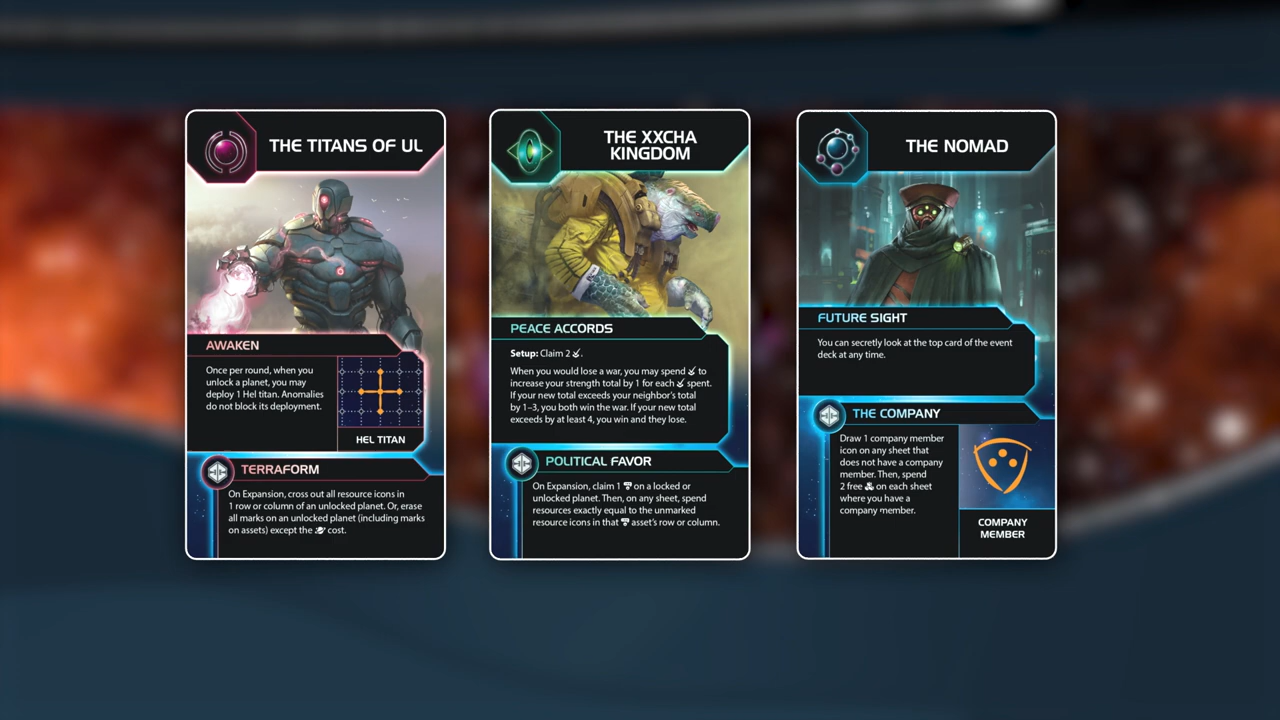 THE TITANS OF UL
AWAKEN
Once per round, when you
unlock a planet, you may
deploy 1 Hel titan. Anomalies
do not block its deployment.
HEL TITAN
TERRAFORM
On Expansion, cross out all resource icons in
1 row or column of an unlocked planet. Or, erase
all marks on an unlocked planet (including marks
on assets) except the cost.
THE XXCHA
KINGDOM
PEACE ACCORDS
Setup: Claim 2 .
When you would lose a war, you may spend to
increase your strength total by 1 for each spent.
If your new total exceeds your neighbor's total
by 1–3, you both win the war. If your new total
exceeds by at least 4, you win and they lose.
POLITICAL FAVOR
On Expansion, claim 1 on a locked or
unlocked planet. Then, on any sheet, spend
resources exactly equal to the unmarked
resource icons in that asset's row or column.
THE NOMAD
FUTURE SIGHT
You can secretly look at the top card of the event
deck at any time.
THE COMPANY
Draw 1 company member
icon on any sheet that
does not have a company
member. Then, spend
2 free on each sheet
where you have a
company member.
COMPANY
MEMBER